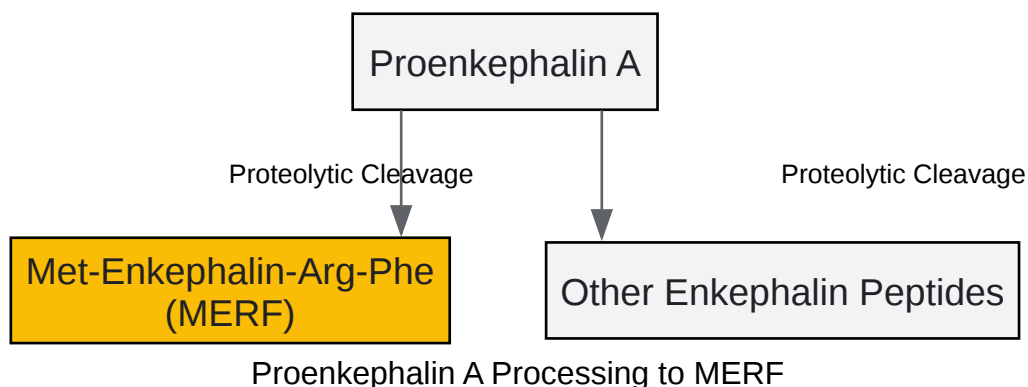 Proenkephalin A
Proteolytic Cleavage
Proteolytic Cleavage
Met-Enkephalin-Arg-Phe
(MERF)
Other Enkephalin Peptides
Proenkephalin A Processing to MERF